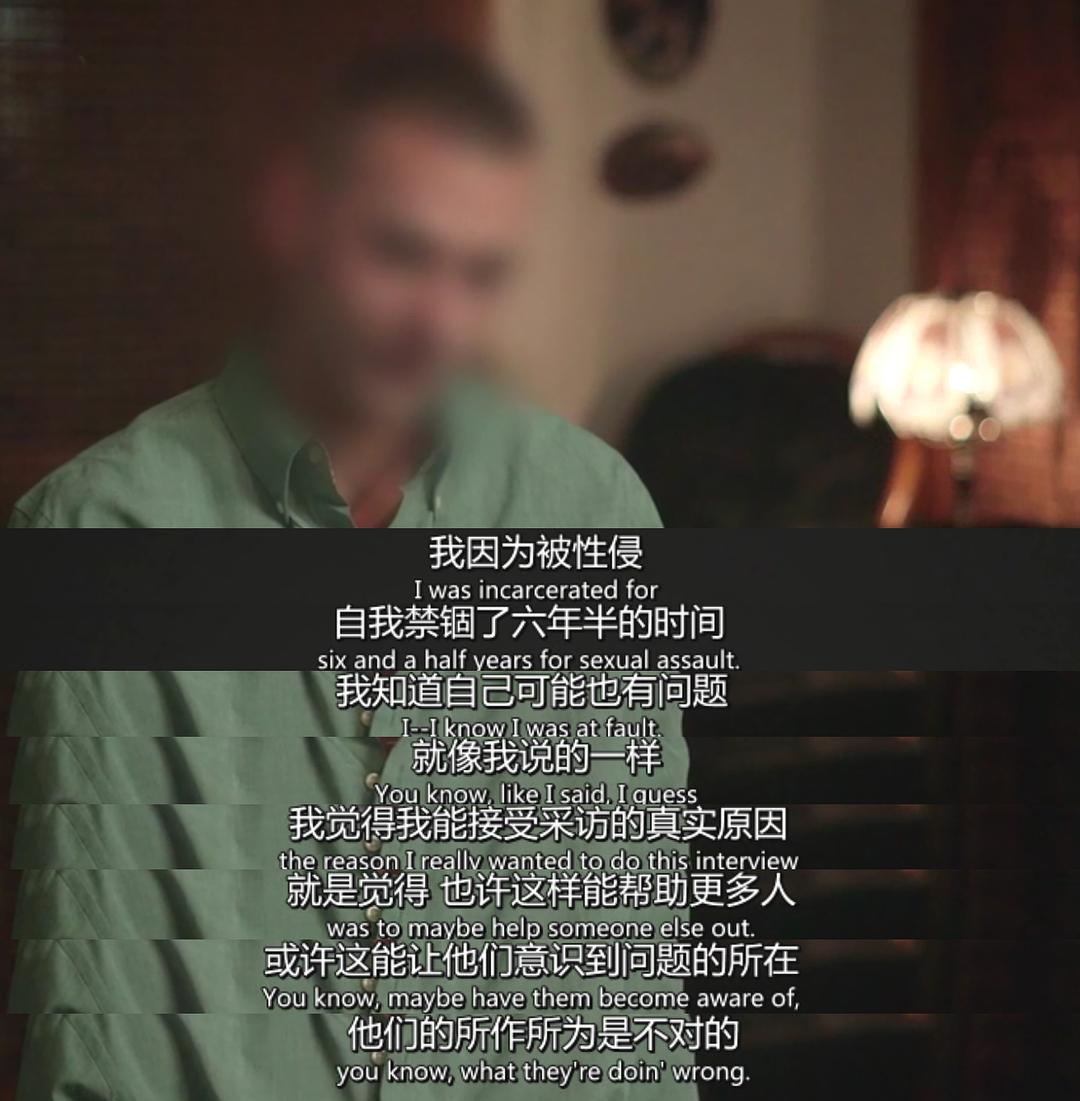 我因为被性侵
I was incarcerated for
自我禁锢了六年半的时间
six and a half years for sexual assault.
我知道自己可能也有问题
I--I know I was at fault.
就像我说的一样
You know, like I said, I guess
我觉得我能接受采访的真实原因
the reason I really wanted to do this interview
就是觉得 也许这样能帮助更多人
was to maybe help someone else out.
或许这能让他们意识到问题的所在
You know, maybe have them become aware of,
他们的所作所为是不对的
you know, what they're doin' wrong.